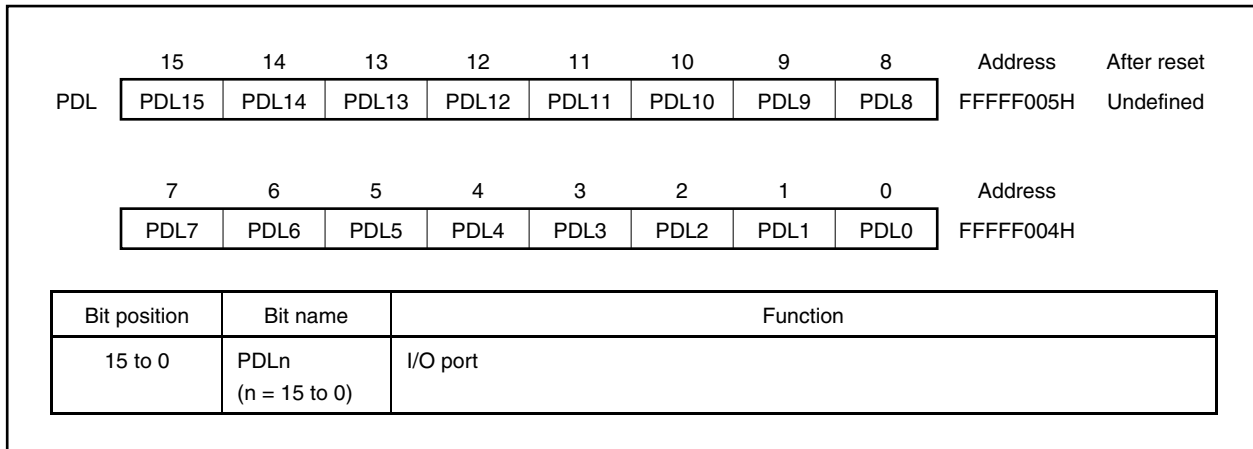 15 14 13 12 11 10 9 8 Address After reset
PDL PDL15 PDL14 PDL13 PDL12 PDL11 PDL10 PDL9 PDL8 FFFFF005H Undefined
7 6 5 4 3 2 1 0 Address
PDL7 PDL6 PDL5 PDL4 PDL3 PDL2 PDL1 PDL0 FFFFF004H
Bit position Bit name Function
15 to 0 PDLn I/O port
(n = 15 to 0)